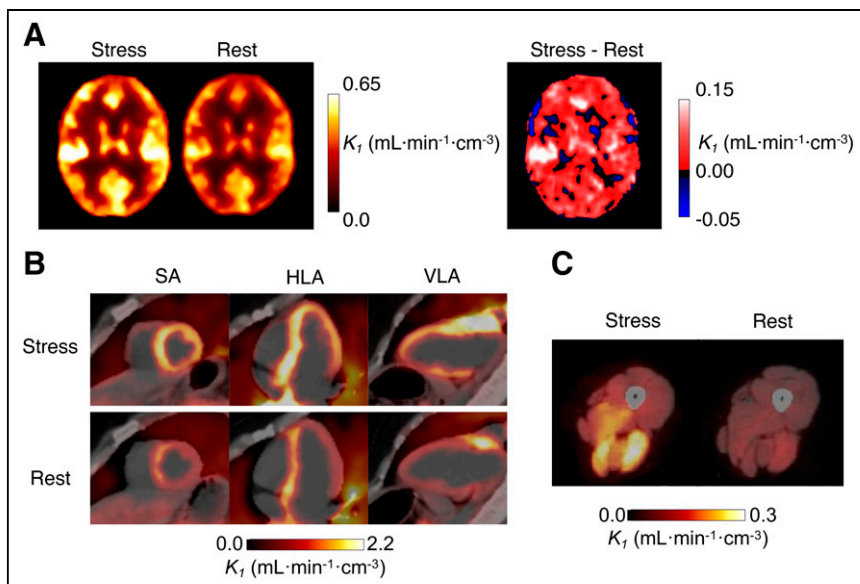 A
Stress Rest
0.65
K₁ (mL·min⁻¹·cm⁻³)
0.0
Stress - Rest
0.15
K₁ (mL·min⁻¹·cm⁻³)
0.00
-0.05
B
SA HLA VLA
Stress
Rest
0.0 2.2
K₁ (mL·min⁻¹·cm⁻³)
C
Stress Rest
0.0 0.3
K₁ (mL·min⁻¹·cm⁻³)